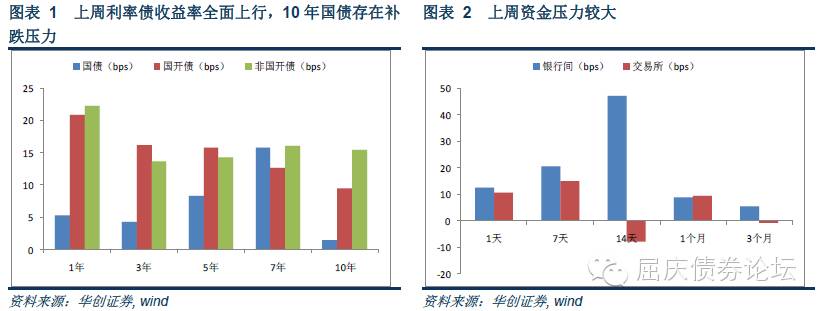 图表 1 上周利率债收益率全面上行，10 年国债存在补
跌压力
国债（bps） 国开债（bps） 非国开债（bps）
25
20
15
10
5
0
1年 3年 5年 7年 10年
资料来源：华创证券, wind
图表 2 上周资金压力较大
银行间（bps） 交易所（bps）
50
40
30
20
10
0
-10
-20
1天 7天 14天 1个月 3个月
屈庆债券论坛
资料来源：华创证券, wind